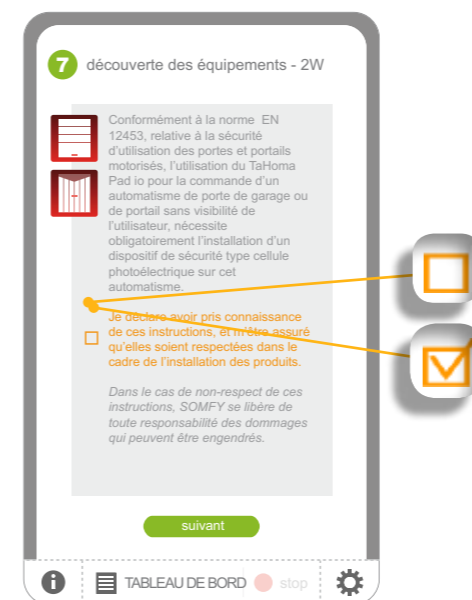 7 découverte des équipements - 2W
Conformément à la norme EN
12453, relative à la sécurité
d'utilisation des portes et portails
motorisés, l'utilisation du TaHoma
Pad io pour la commande d'un
automatisme de porte de garage ou
de portail sans visibilité de
l'utilisateur, nécessite
obligatoirement l'installation d'un
dispositif de sécurité type cellule
photoélectrique sur cet
automatisme.
Je déclare avoir pris connaissance
de ces instructions, et m'être assuré
qu'elles soient respectées dans le
cadre de l'installation des produits.
Dans le cas de non-respect de ces
instructions, SOMFY se libère de
toute responsabilité des dommages
qui peuvent être engendrés.
suivant
i TABLEAU DE BORD stop